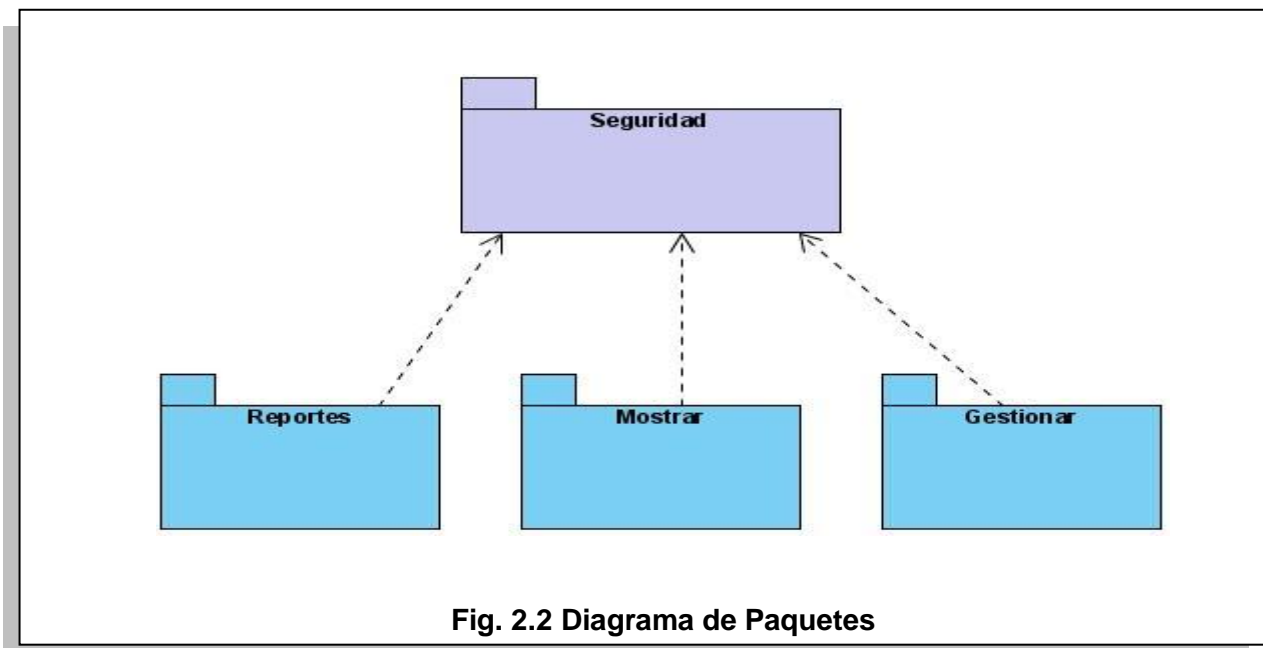 Seguridad
Reportes
Mostrar
Gestionar
Fig. 2.2 Diagrama de Paquetes